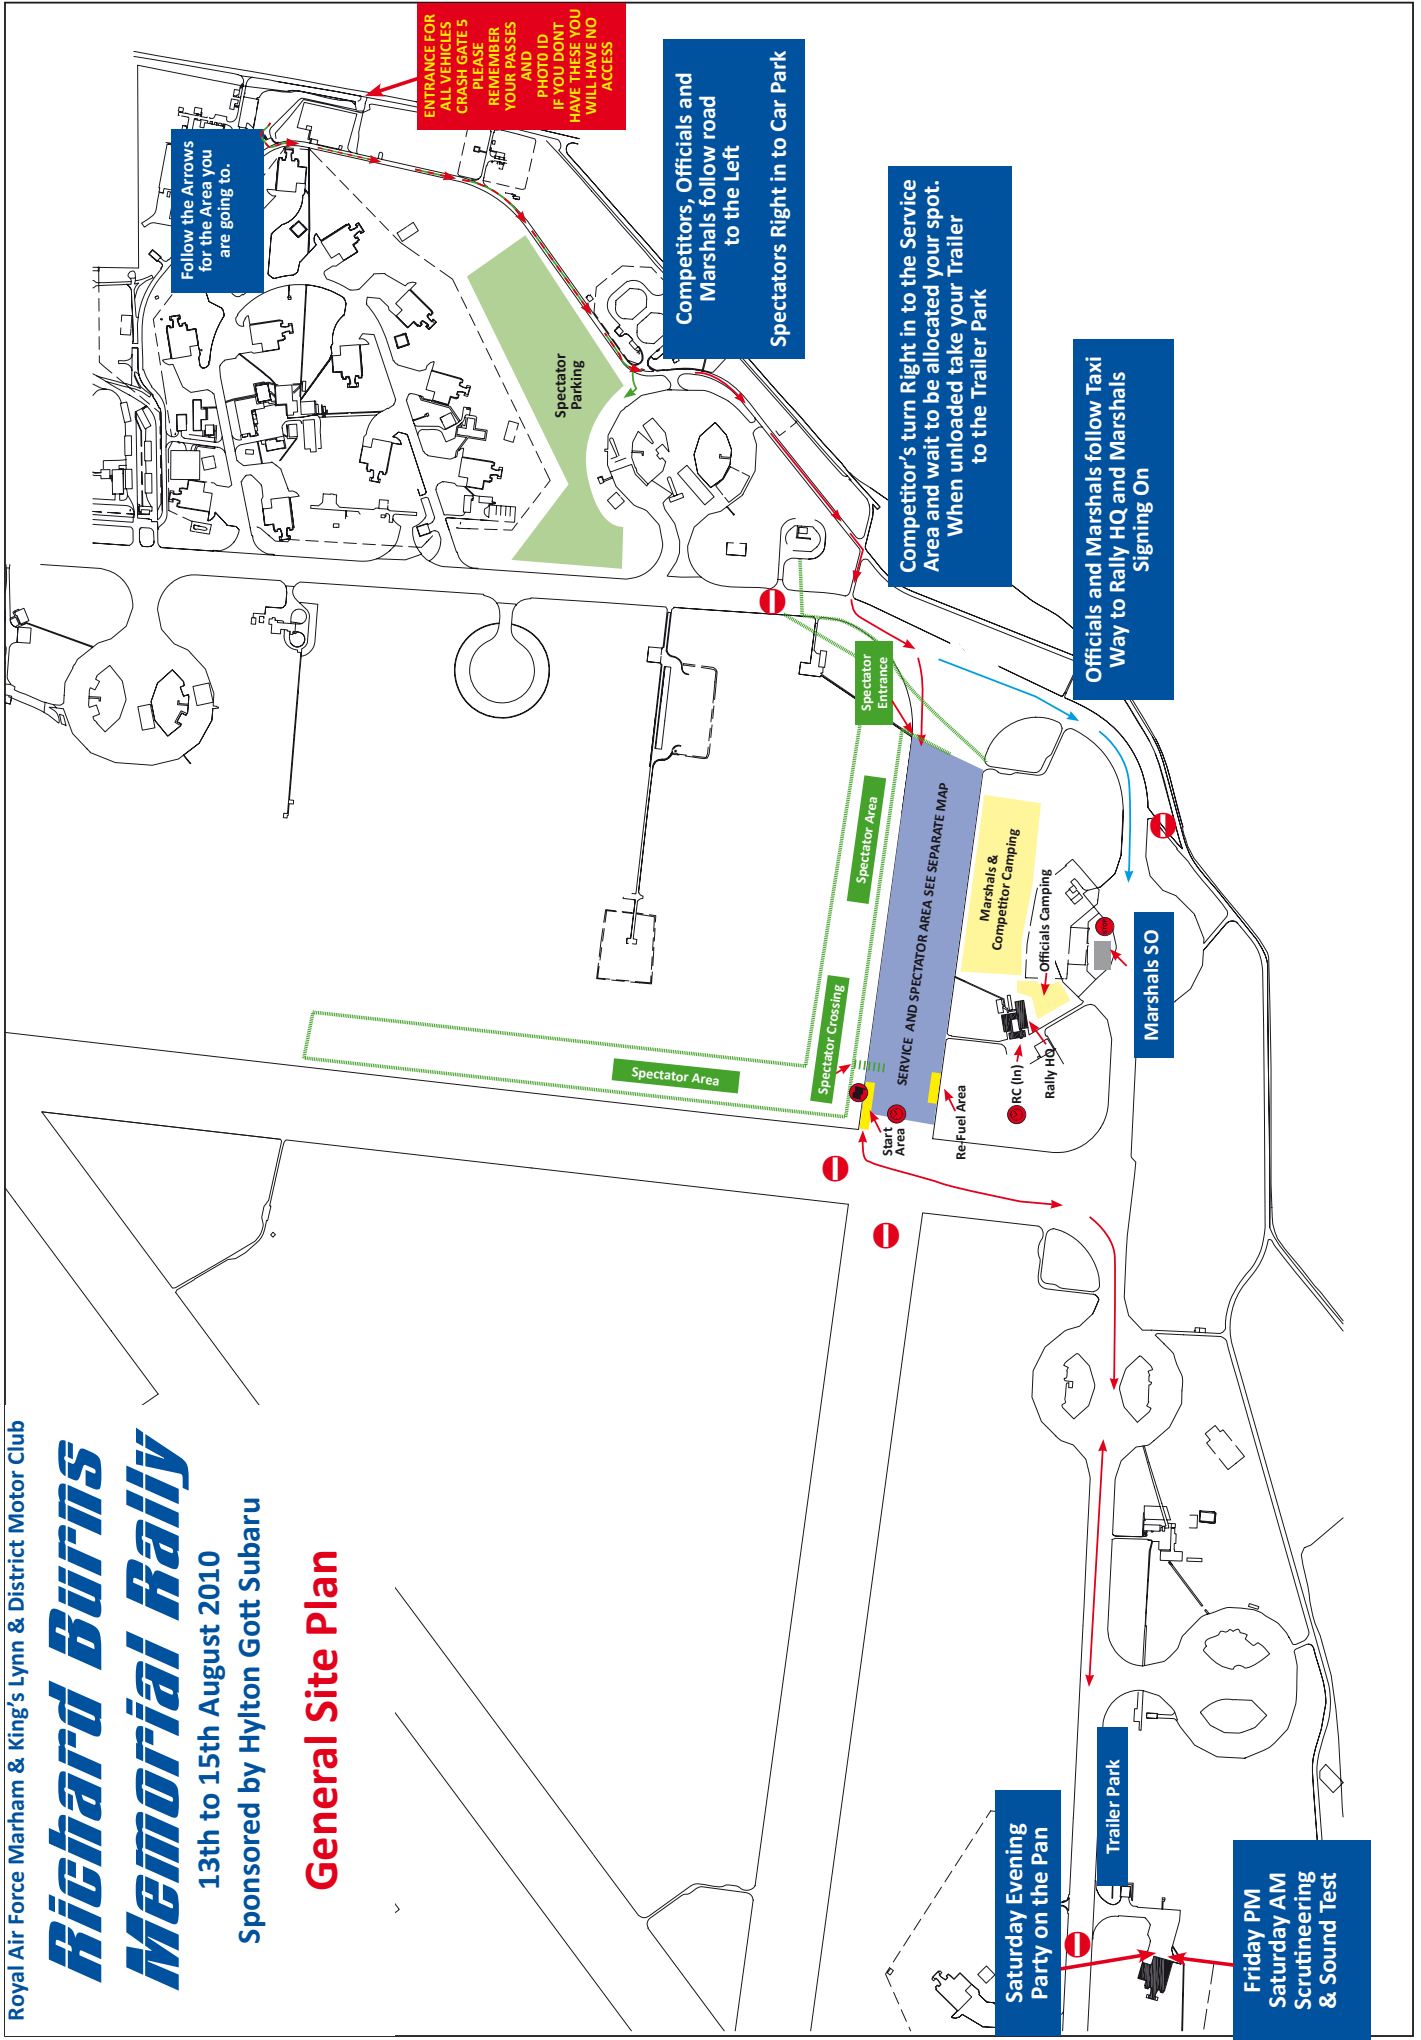 Royal Air Force Marham & King's Lynn & District Motor Club
Richard Burns
Memorial Rally
13th to 15th August 2010
Sponsored by Hylton Gott Subaru
General Site Plan
ENTRANCE FOR
ALL VEHICLES
CRASH GATE 5
PLEASE
REMEMBER
YOUR PASSES
AND
PHOTO ID
IF YOU DONT
HAVE THESE YOU
WILL HAVE NO
ACCESS
Follow the Arrows
for the Area you
are going to.
Competitors, Officials and
Marshals follow road
to the Left
Spectators Right in to Car Park
Spectator
Parking
Competitor's turn Right in to the Service
Area and wait to be allocated your spot.
When unloaded take your Trailer
to the Trailer Park
Officials and Marshals follow Taxi
Way to Rally HQ and Marshals
Signing On
Spectator
Entrance
Spectator Area
SERVICE AND SPECTATOR AREA SEE SEPARATE MAP
Marshals &
Competitor Camping
Officials Camping
Marshals SO
Spectator Crossing
Spectator Area
Start
Area
Re-Fuel Area
RC (In)
Rally HQ
Trailer Park
Saturday Evening
Party on the Pan
Friday PM
Saturday AM
Scrutineering
& Sound Test